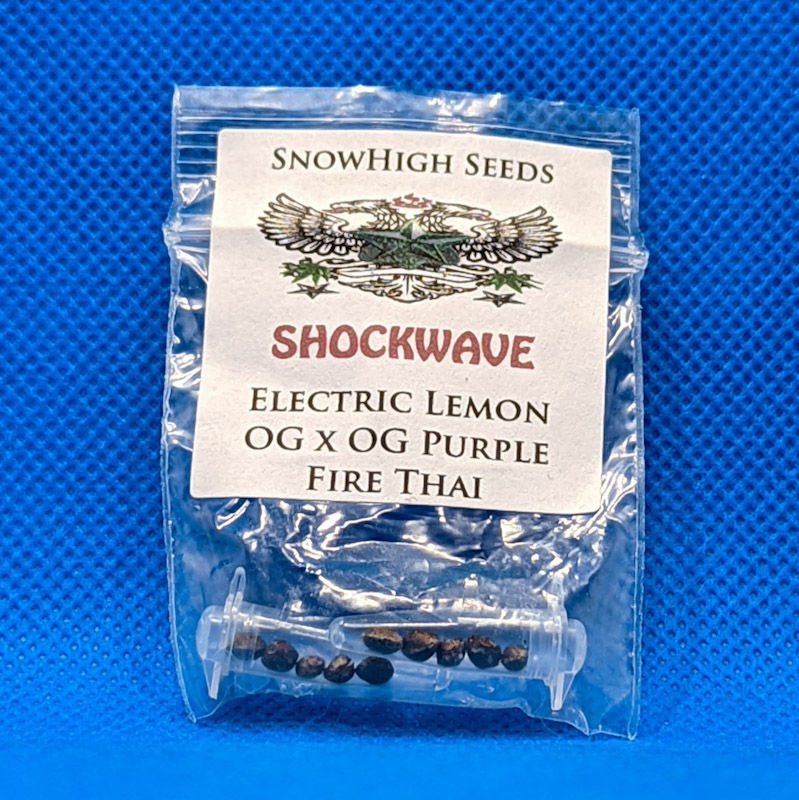 SNOWHIGH SEEDS
SHOCKWAVE
ELECTRIC LEMON
OG X OG PURPLE
FIRE THAI